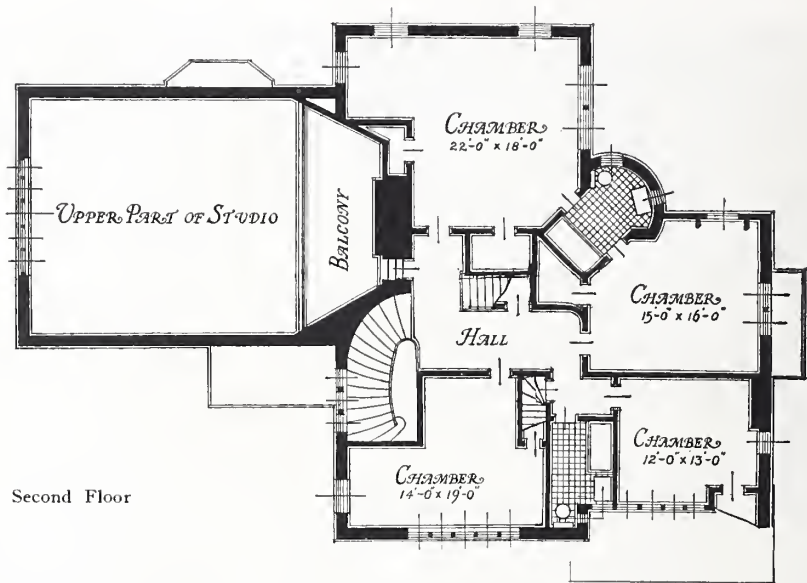 CHAMBER
22'-0" x 18'-0"
UPPER PART OF STUDIO
BALCONY
CHAMBER
15'-0" x 16'-0"
HALL
CHAMBER
12'-0" x 13'-0"
CHAMBER
14'-0" x 19'-0"
Second Floor